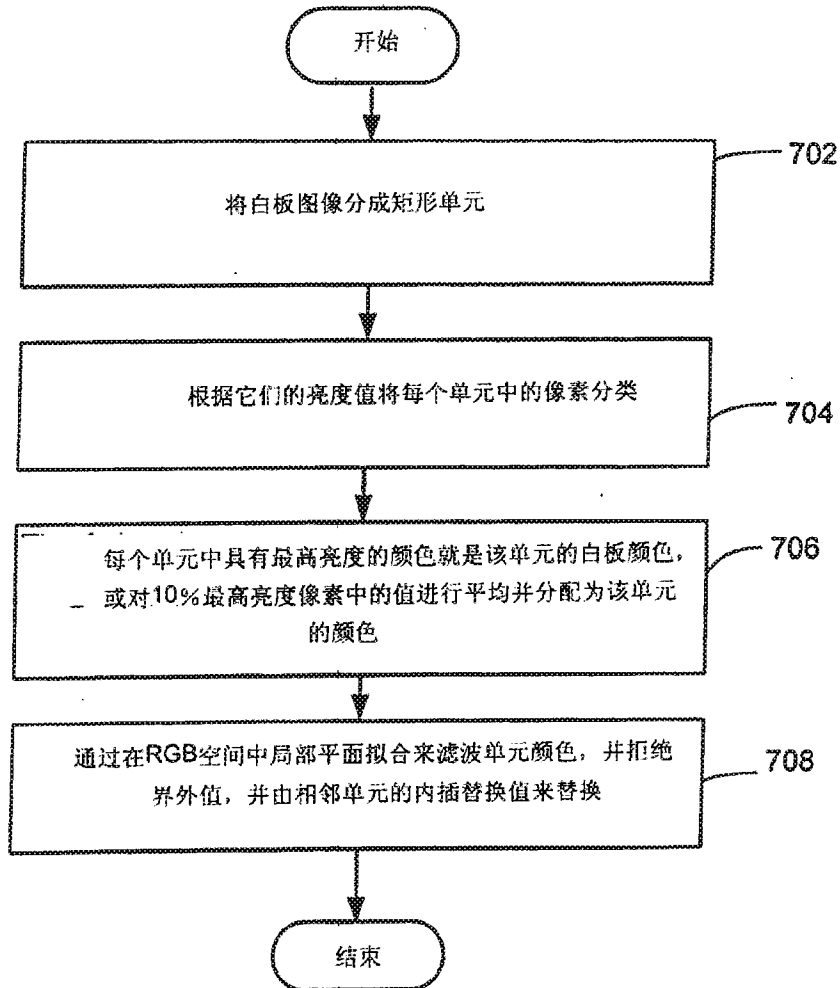 开始
702
将白板图像分成矩形单元
根据它们的亮度值将每个单元中的像素分类
704
每个单元中具有最高亮度的颜色就是该单元的白板颜色，
706
或对10%最高亮度像素中的值进行平均并分配为该单元
的颜色
通过在RGB空间中局部平面拟合来滤波单元颜色，并拒绝
708
界外值，并由相邻单元的内插替换值来替换
结束